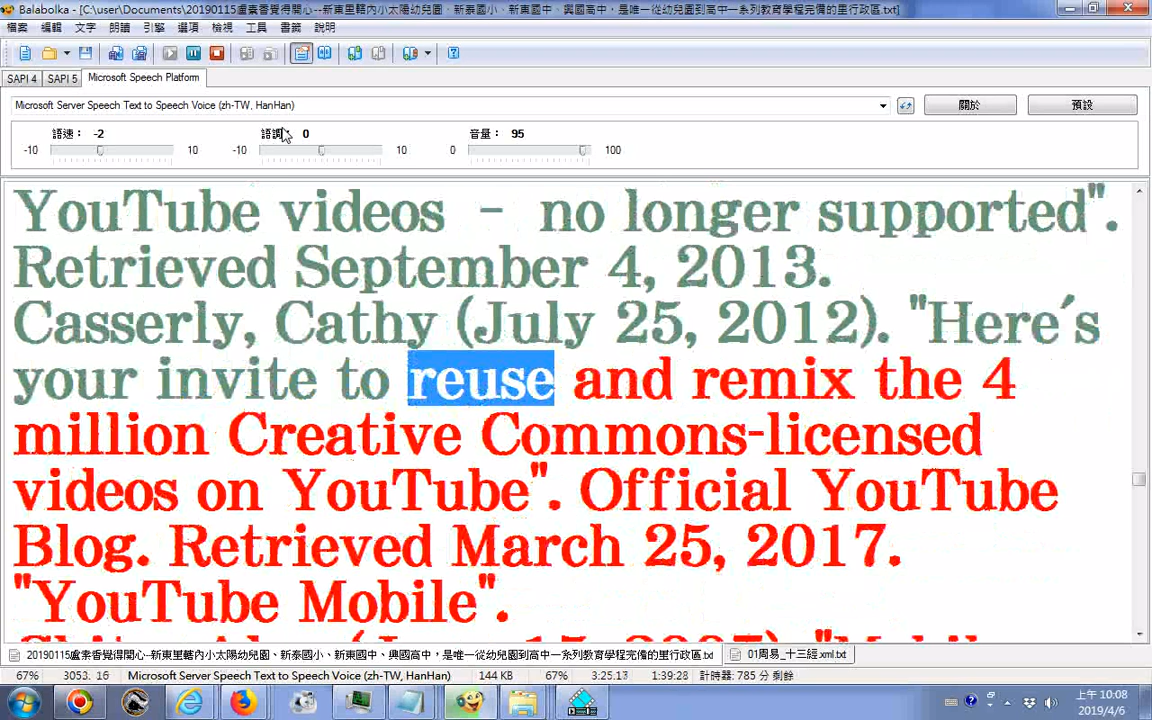 Balabolka - [C:\user\Documents\20190115盧素香覺得開心--新東里轄內小太陽幼兒園、新泰國小、新東國中、興國高中，是唯一從幼兒園到高中一系列教育學程完備的里行政區.txt]
檔案 編輯 文字 朗讀 引擎 選項 檢視 工具 書籤 說明
SAPI 4 SAPI 5 Microsoft Speech Platform
Microsoft Server Speech Text to Speech Voice (zh-TW, HanHan) 關於 預設
語速： -2 語調： 0 音量： 95
-10 10 -10 10 0 100
YouTube videos - no longer supported".
Retrieved September 4, 2013.
Casserly, Cathy (July 25, 2012). "Here's
your invite to reuse and remix the 4
million Creative Commons-licensed
videos on YouTube". Official YouTube
Blog. Retrieved March 25, 2017.
"YouTube Mobile".
20190115盧素香覺得開心--新東里轄內小太陽幼兒園、新泰國小、新東國中、興國高中，是唯一從幼兒園到高中一系列教育學程完備的里行政區.txt 01周易_十三經.xml.txt
67% 3053. 16 Microsoft Server Speech Text to Speech Voice (zh-TW, HanHan) 144 KB 67% 3:25.13 1:39:28 計時器： 785 分 剩餘
上午 10:08
2019/4/6